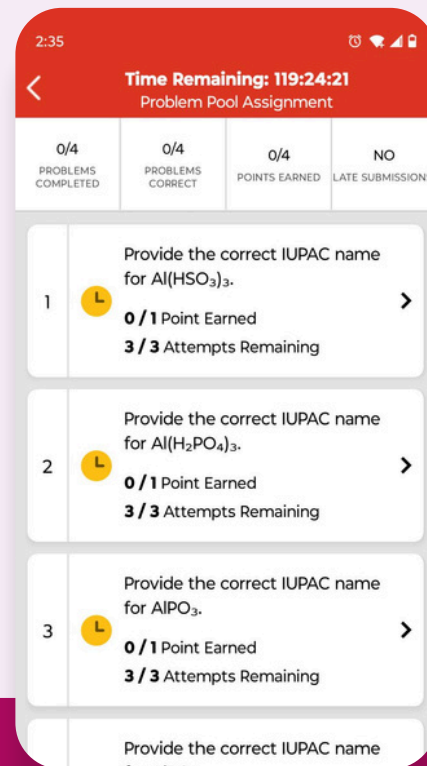 2:35
Time Remaining: 119:24:21
Problem Pool Assignment
0/4
PROBLEMS
COMPLETED
0/4
PROBLEMS
CORRECT
0/4
POINTS EARNED
NO
LATE SUBMISSION
1
Provide the correct IUPAC name
for Al(HSO₃)₃.
0 / 1 Point Earned
3 / 3 Attempts Remaining
2
Provide the correct IUPAC name
for Al(H₂PO₄)₃.
0 / 1 Point Earned
3 / 3 Attempts Remaining
3
Provide the correct IUPAC name
for AlPO₃.
0 / 1 Point Earned
3 / 3 Attempts Remaining
Provide the correct IUPAC name